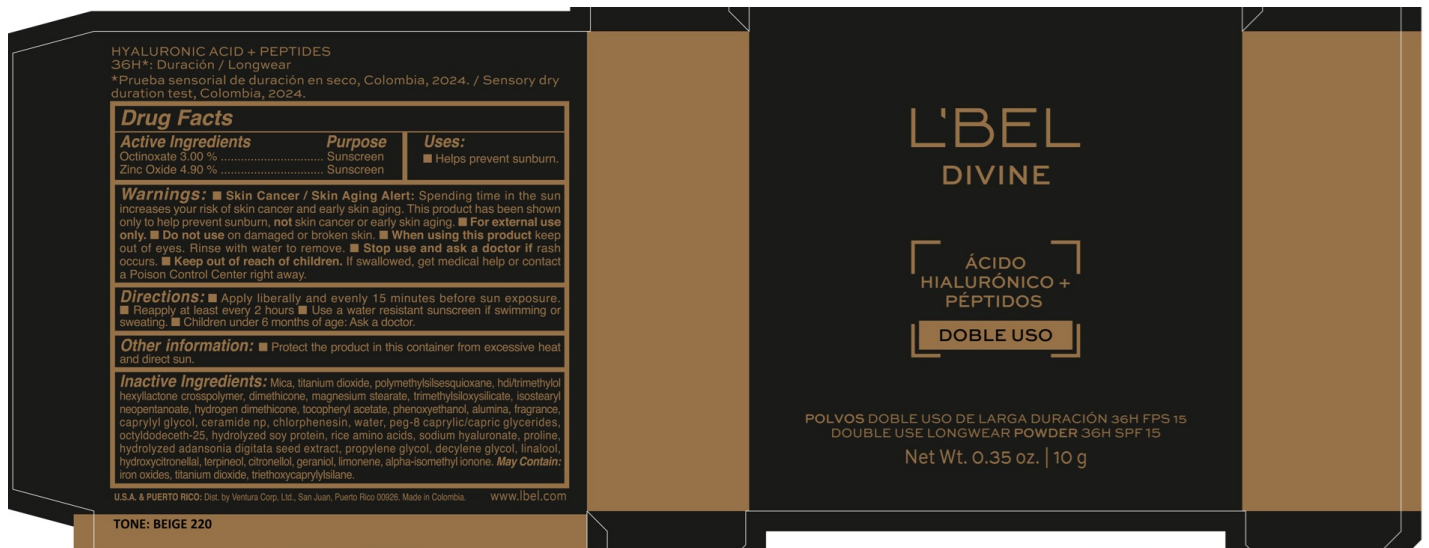 HYALURONIC ACID + PEPTIDES
36H*: Duración / Longwear
*Prueba sensorial de duración en seco, Colombia, 2024. / Sensory dry
duration test, Colombia, 2024.
Drug Facts
Active Ingredients Purpose
Octinoxate 3.00 % ............................... Sunscreen
Zinc Oxide 4.90 % ............................... Sunscreen
Uses:
■ Helps prevent sunburn.
Warnings: ■ Skin Cancer / Skin Aging Alert: Spending time in the sun
increases your risk of skin cancer and early skin aging. This product has been shown
only to help prevent sunburn, not skin cancer or early skin aging. ■ For external use
only. ■ Do not use on damaged or broken skin. ■ When using this product keep
out of eyes. Rinse with water to remove. ■ Stop use and ask a doctor if rash
occurs. ■ Keep out of reach of children. If swallowed, get medical help or contact
a Poison Control Center right away.
Directions: ■ Apply liberally and evenly 15 minutes before sun exposure.
■ Reapply at least every 2 hours ■ Use a water resistant sunscreen if swimming or
sweating. ■ Children under 6 months of age: Ask a doctor.
Other information: ■ Protect the product in this container from excessive heat
and direct sun.
Inactive Ingredients: Mica, titanium dioxide, polymethylsilsesquioxane, hdi/trimethylol
hexyllactone crosspolymer, dimethicone, magnesium stearate, trimethylsiloxysilicate, isostearyl
neopentanoate, hydrogen dimethicone, tocopheryl acetate, phenoxyethanol, alumina, fragrance,
caprylyl glycol, ceramide np, chlorphenesin, water, peg-8 caprylic/capric glycerides,
octyldodeceth-25, hydrolyzed soy protein, rice amino acids, sodium hyaluronate, proline,
hydrolyzed adansonia digitata seed extract, propylene glycol, decylene glycol, linalool,
hydroxycitronellal, terpineol, citronellol, geraniol, limonene, alpha-isomethyl ionone. May Contain:
iron oxides, titanium dioxide, triethoxycaprylylsilane.
U.S.A. & PUERTO RICO: Dist. by Ventura Corp. Ltd., San Juan, Puerto Rico 00926. Made in Colombia. www.lbel.com
TONE: BEIGE 220
L'BEL
DIVINE
ÁCIDO
HIALURÓNICO +
PÉPTIDOS
DOBLE USO
POLVOS DOBLE USO DE LARGA DURACIÓN 36H FPS 15
DOUBLE USE LONGWEAR POWDER 36H SPF 15
Net Wt. 0.35 oz. | 10 g